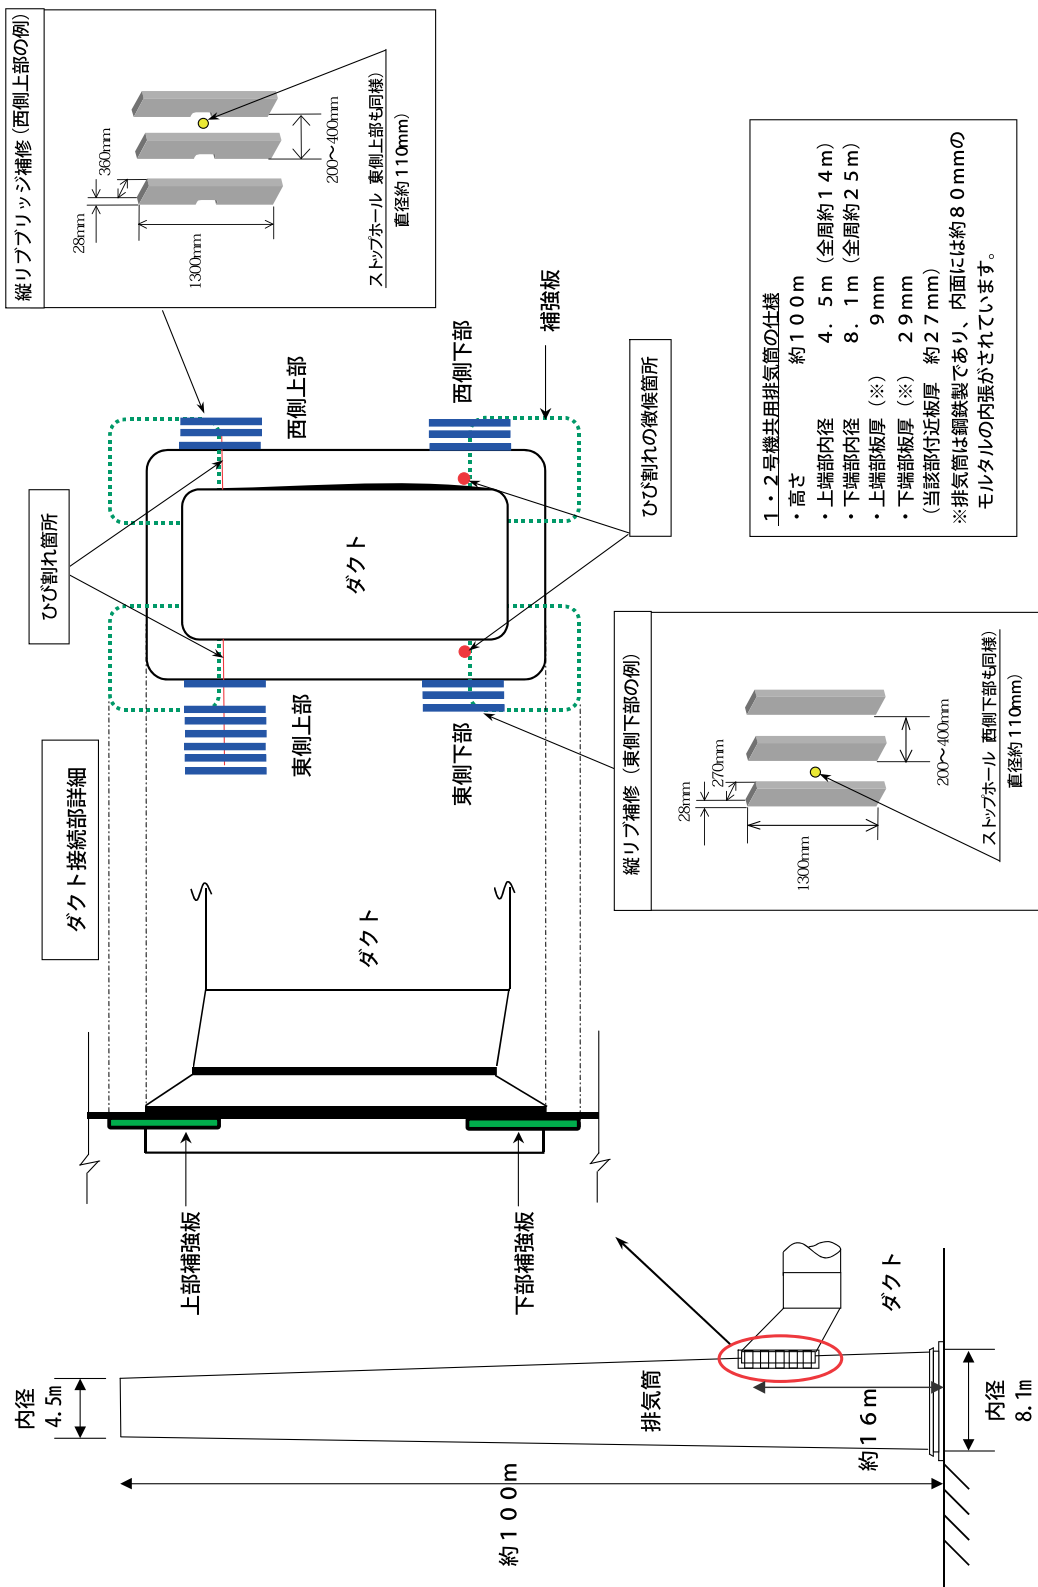 縦リブブリッジ補修（西側上部の例）
28mm
360mm
1300mm
200～400mm
ストップホール 東側上部も同様）
直径約110mm）
ひび割れ箇所
西側上部
西側下部
補強板
ダクト
ひび割れの徴候箇所
東側上部
東側下部
ダクト接続部詳細
ダクト
上部補強板
下部補強板
縦リブ補修（東側下部の例）
28mm
270mm
1300mm
200～400mm
ストップホール 西側下部も同様）
直径約110mm）
１・２号機共用排気筒の仕様
・高さ 約１００ｍ
・上端部内径 ４．５ｍ（全周約１４ｍ）
・下端部内径 ８．１ｍ（全周約２５ｍ）
・上端部板厚（※） ９mm
・下端部板厚（※） ２９mm
（当該部付近板厚 約２７mm）
※排気筒は鋼鉄製であり、内面には約８０mmの
モルタルの内張がされています。
内径
4.5m
約１００ｍ
排気筒
約１６ｍ
ダクト
内径
8.1m